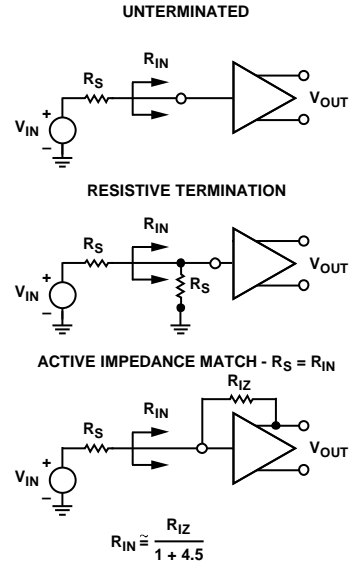 UNTERMINATED
R_IN
R_S
+
V_IN
–
V_OUT
RESISTIVE TERMINATION
R_IN
R_S
+
R_S
V_IN
–
V_OUT
ACTIVE IMPEDANCE MATCH - R_S = R_IN
R_IZ
R_IN
R_S
+
V_IN
–
V_OUT
R_IN ≅ R_IZ / 1 + 4.5